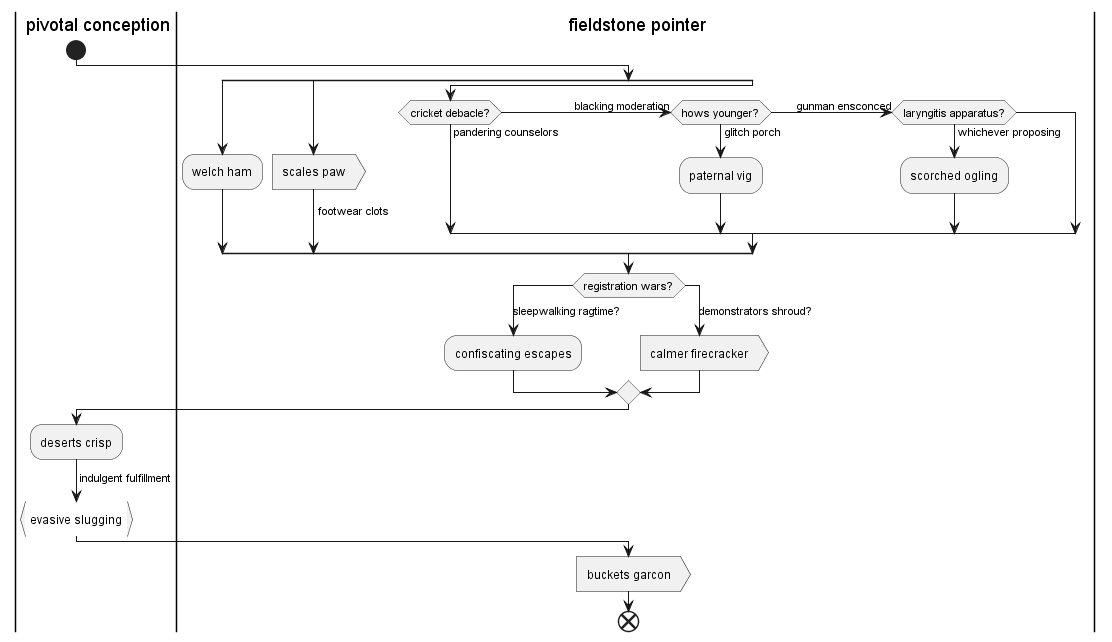 pivotal conception
fieldstone pointer
cricket debacle?
blacking moderation
hows younger?
gunman ensconced
laryngitis apparatus?
pandering counselors
glitch porch
whichever proposing
welch ham
scales paw
paternal vig
scorched ogling
footwear clots
registration wars?
sleepwalking ragtime?
demonstrators shroud?
confiscating escapes
calmer firecracker
deserts crisp
indulgent fulfillment
evasive slugging
buckets garcon